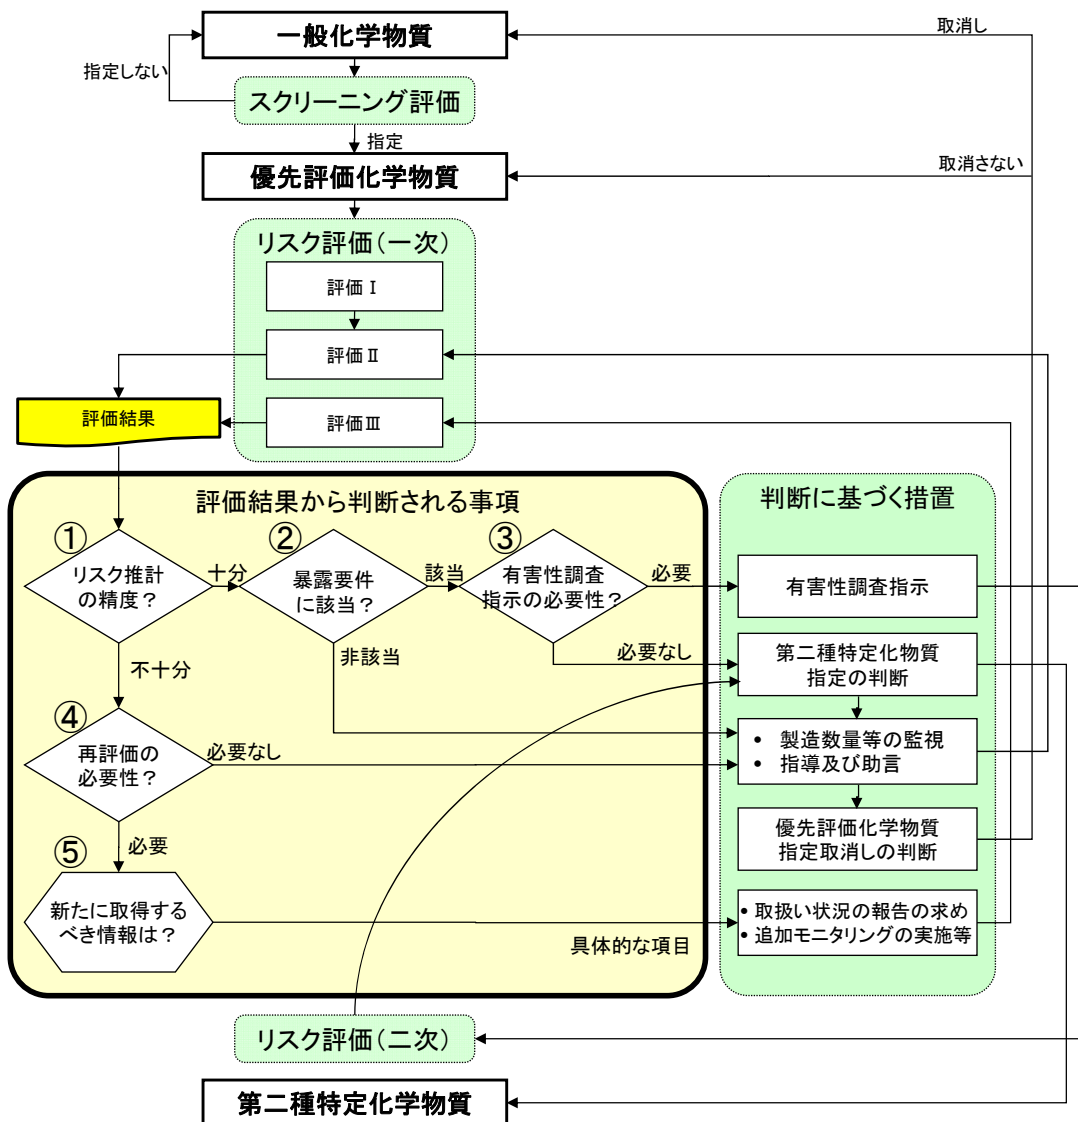 一般化学物質
取消し
指定しない
スクリーニング評価
指定
優先評価化学物質
取消さない
リスク評価(一次)
評価Ⅰ
評価Ⅱ
評価結果
評価Ⅲ
評価結果から判断される事項
判断に基づく措置
①
リスク推計
の精度?
十分
②
暴露要件
に該当?
該当
③
有害性調査
指示の必要性?
必要
有害性調査指示
不十分
非該当
必要なし
第二種特定化物質
指定の判断
④
再評価の
必要性?
必要なし
• 製造数量等の監視
• 指導及び助言
必要
優先評価化学物質
指定取消しの判断
⑤
新たに取得する
べき情報は?
具体的な項目
• 取扱い状況の報告の求め
• 追加モニタリングの実施等
リスク評価(二次)
第二種特定化学物質